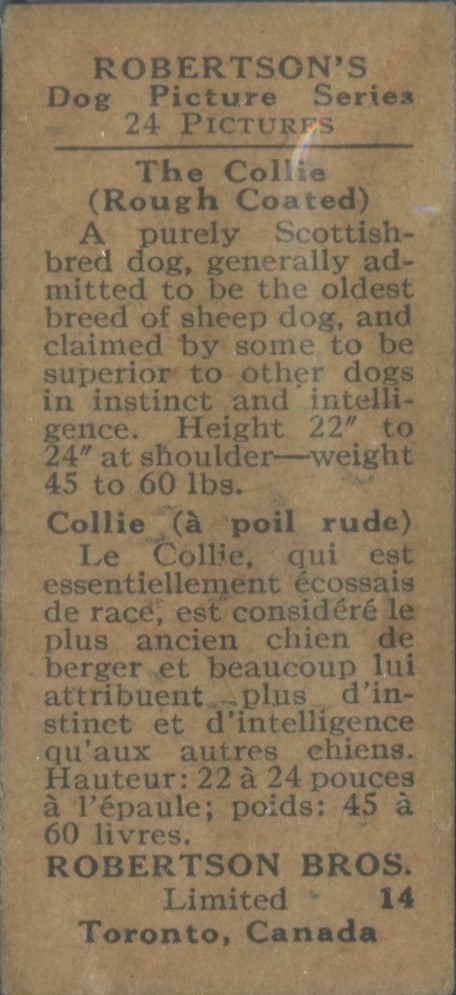 ROBERTSON'S
Dog Picture Series
24 PICTURES
The Collie
(Rough Coated)
A purely Scottish-
bred dog, generally ad-
mitted to be the oldest
breed of sheep dog, and
claimed by some to be
superior to other dogs
in instinct and intelli-
gence. Height 22″ to
24″ at shoulder—weight
45 to 60 lbs.
Collie (à poil rude)
Le Collie, qui est
essentiellement écossais
de race, est considéré le
plus ancien chien de
berger et beaucoup lui
attribuent plus d'in-
stinct et d'intelligence
qu'aux autres chiens.
Hauteur: 22 à 24 pouces
à l'épaule; poids: 45 à
60 livres.
ROBERTSON BROS.
Limited 14
Toronto, Canada